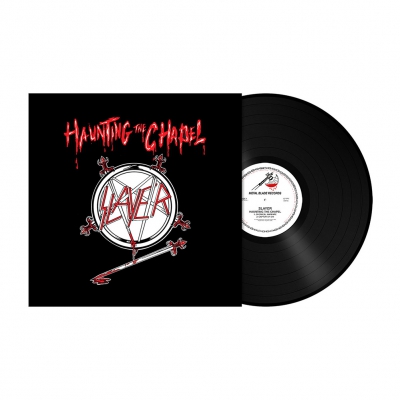 HAUNTING THE CHAPEL
SLAYER
METAL BLADE RECORDS
SLAYER
HAUNTING THE CHAPEL